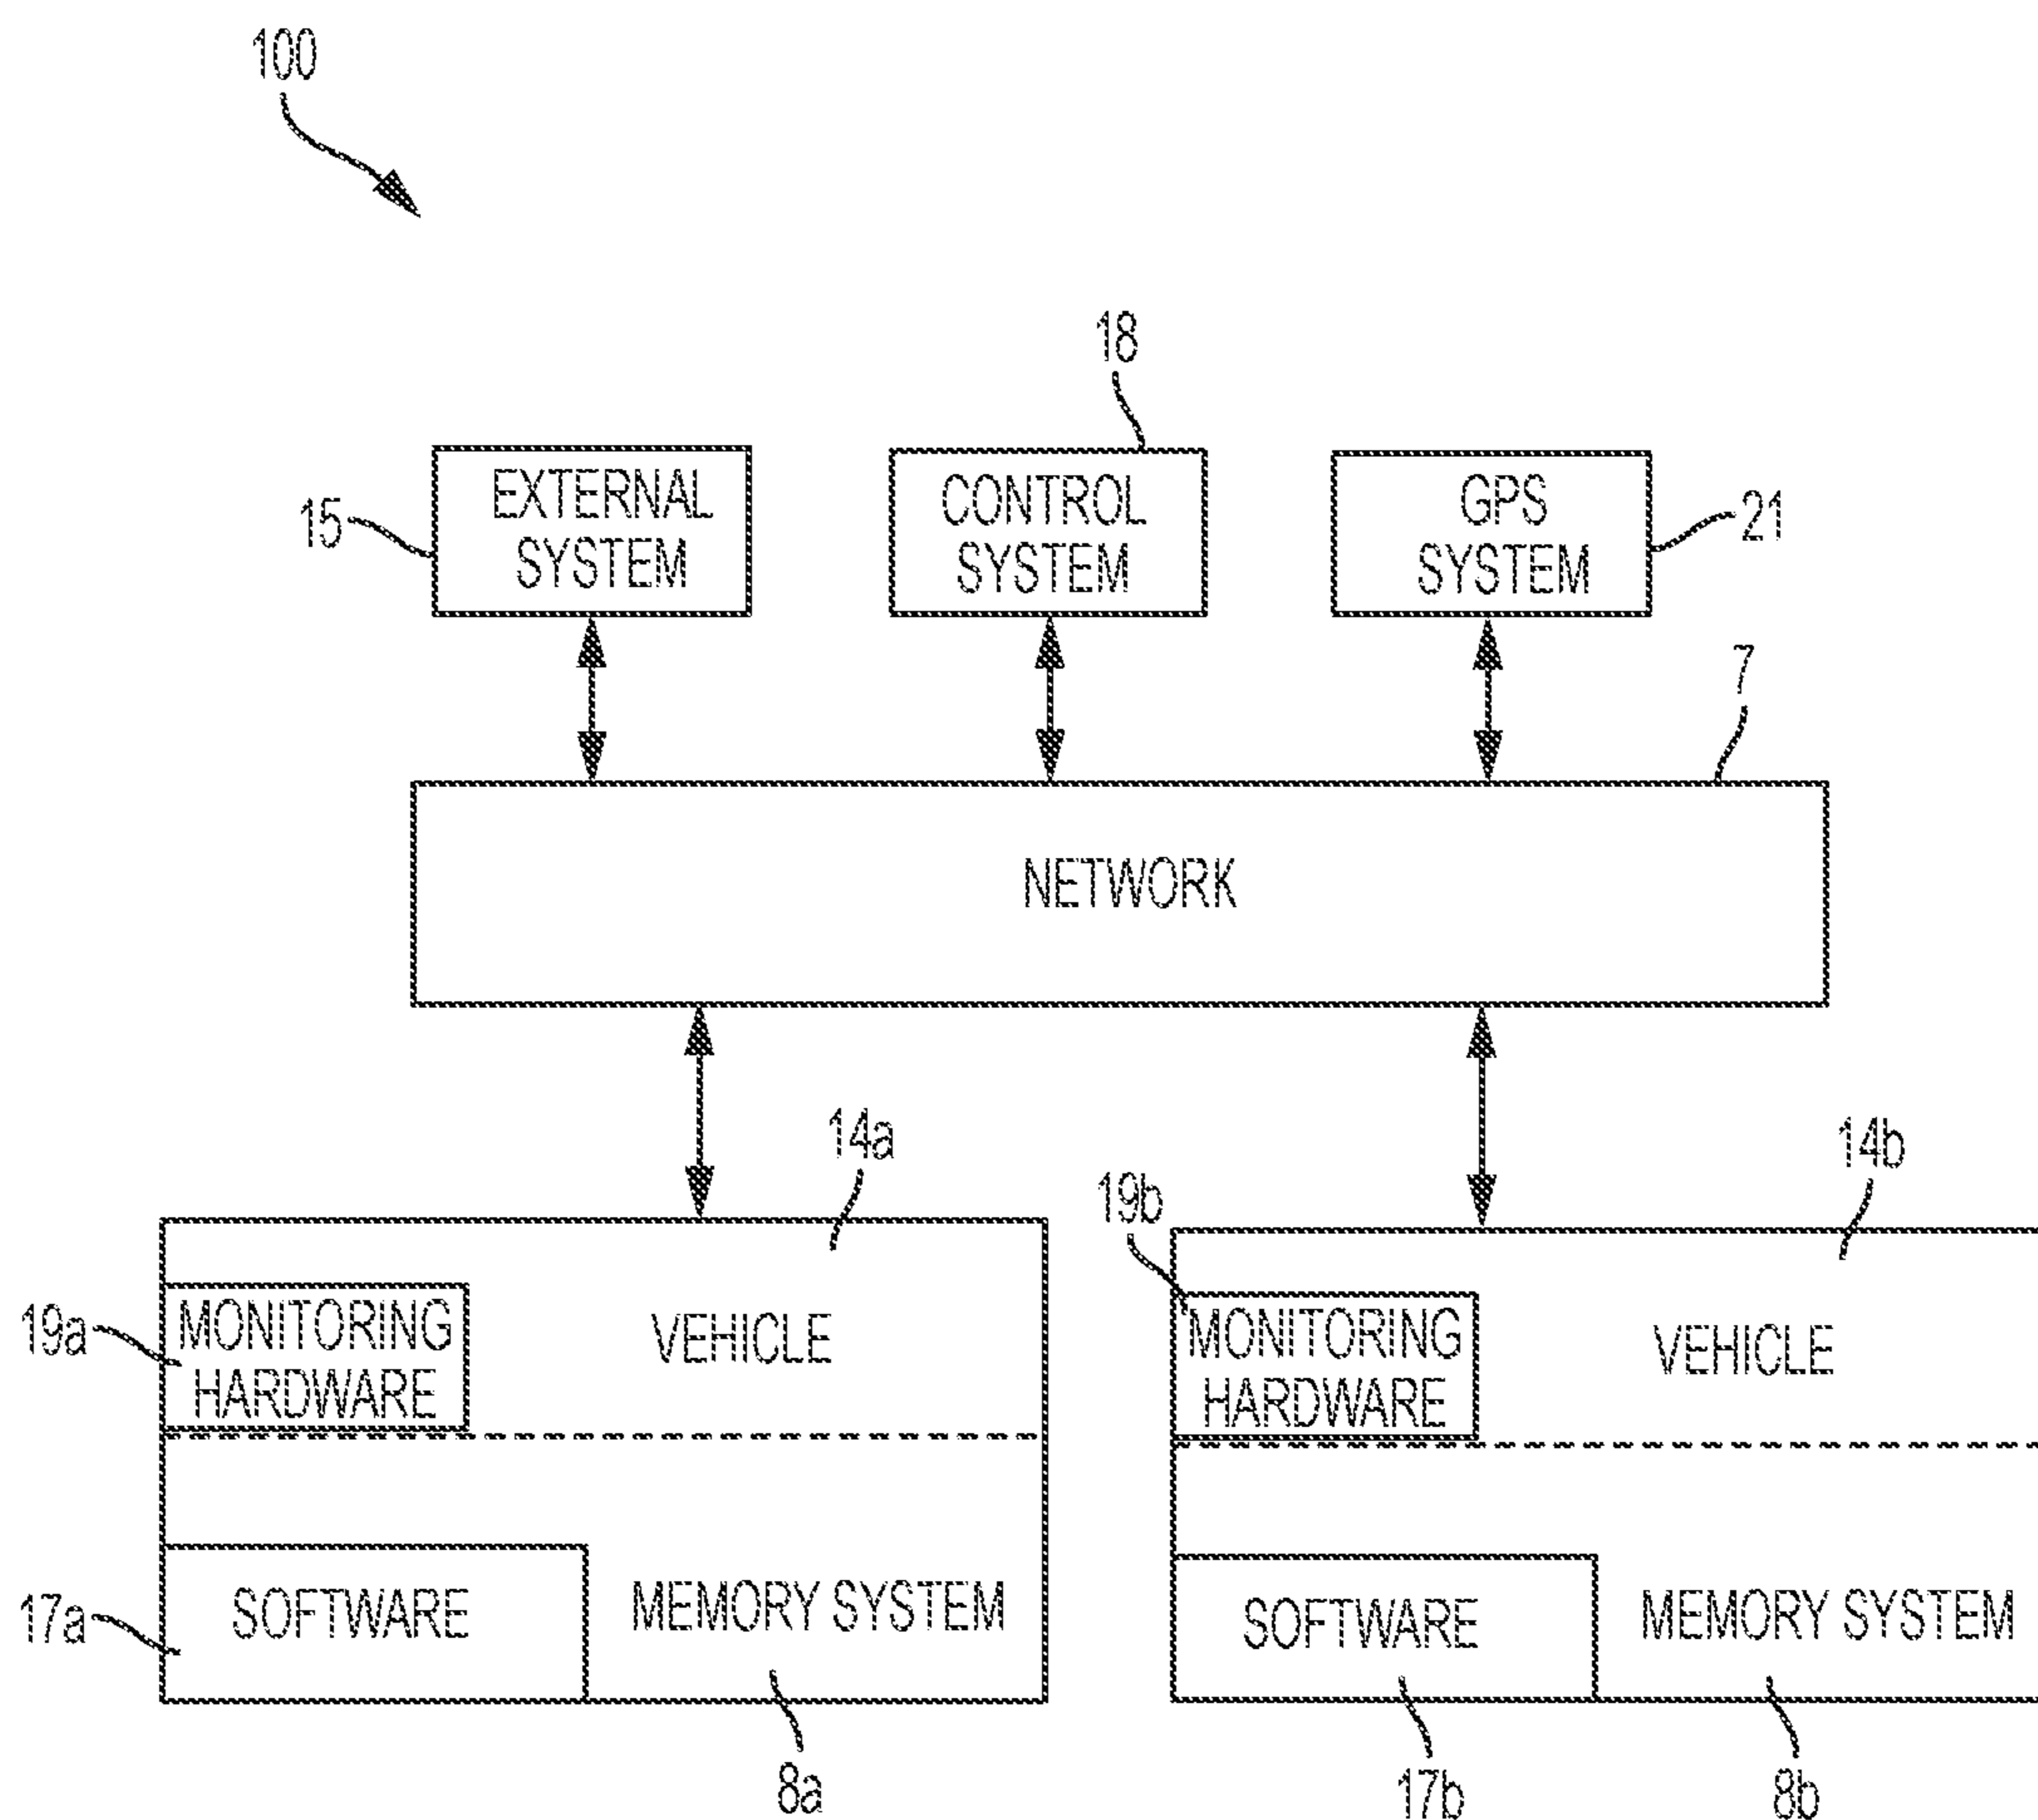 100
18
EXTERNAL
SYSTEM
15
CONTROL
SYSTEM
GPS
SYSTEM
21
7
NETWORK
14a
14b
19b
19a
MONITORING
HARDWARE
VEHICLE
MONITORING
HARDWARE
VEHICLE
17a
SOFTWARE
MEMORY SYSTEM
SOFTWARE
MEMORY SYSTEM
8a
17b
8b